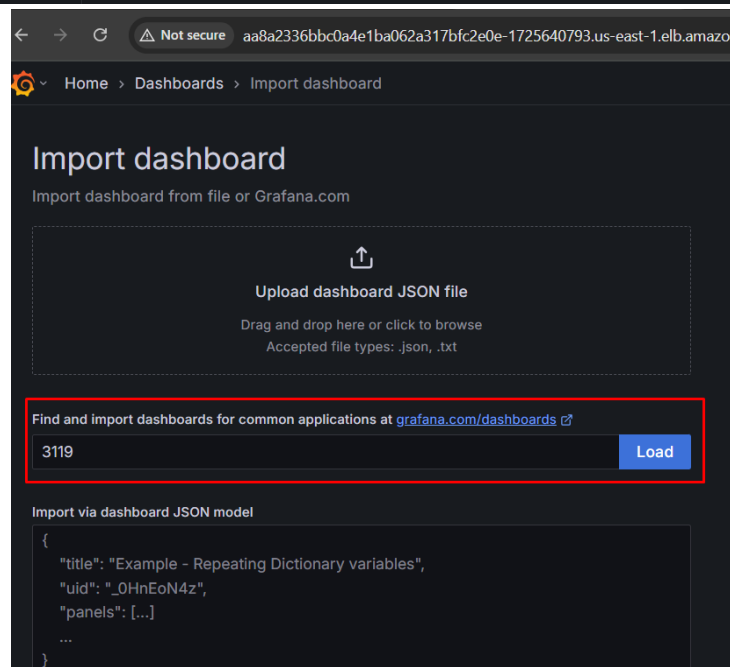 Not secure aa8a2336bbc0a4e1ba062a317bfc2e0e-1725640793.us-east-1.elb.amazo
Home › Dashboards › Import dashboard
Import dashboard
Import dashboard from file or Grafana.com
Upload dashboard JSON file
Drag and drop here or click to browse
Accepted file types: .json, .txt
Find and import dashboards for common applications at grafana.com/dashboards
3119 Load
Import via dashboard JSON model
{
"title": "Example - Repeating Dictionary variables",
"uid": "_0HnEoN4z",
"panels": [...]
...
}